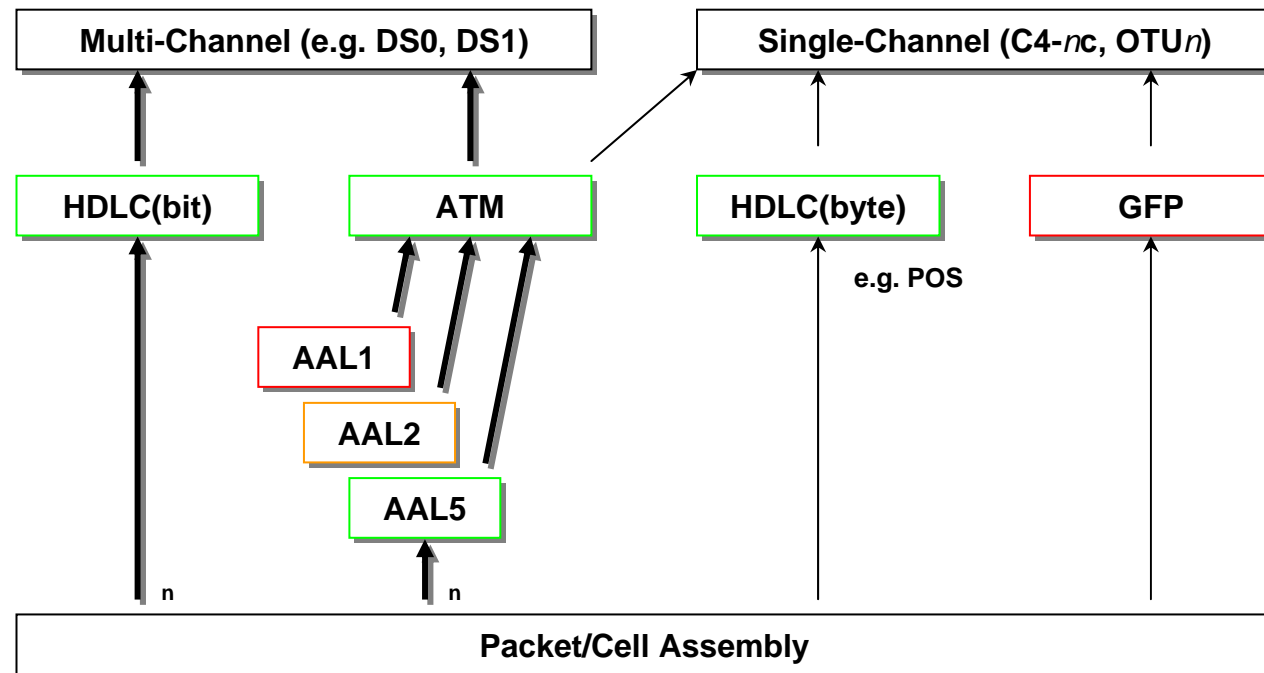 Multi-Channel (e.g. DS0, DS1)
Single-Channel (C4-nc, OTUn)
HDLC(bit)
ATM
HDLC(byte)
GFP
e.g. POS
AAL1
AAL2
AAL5
n
n
Packet/Cell Assembly